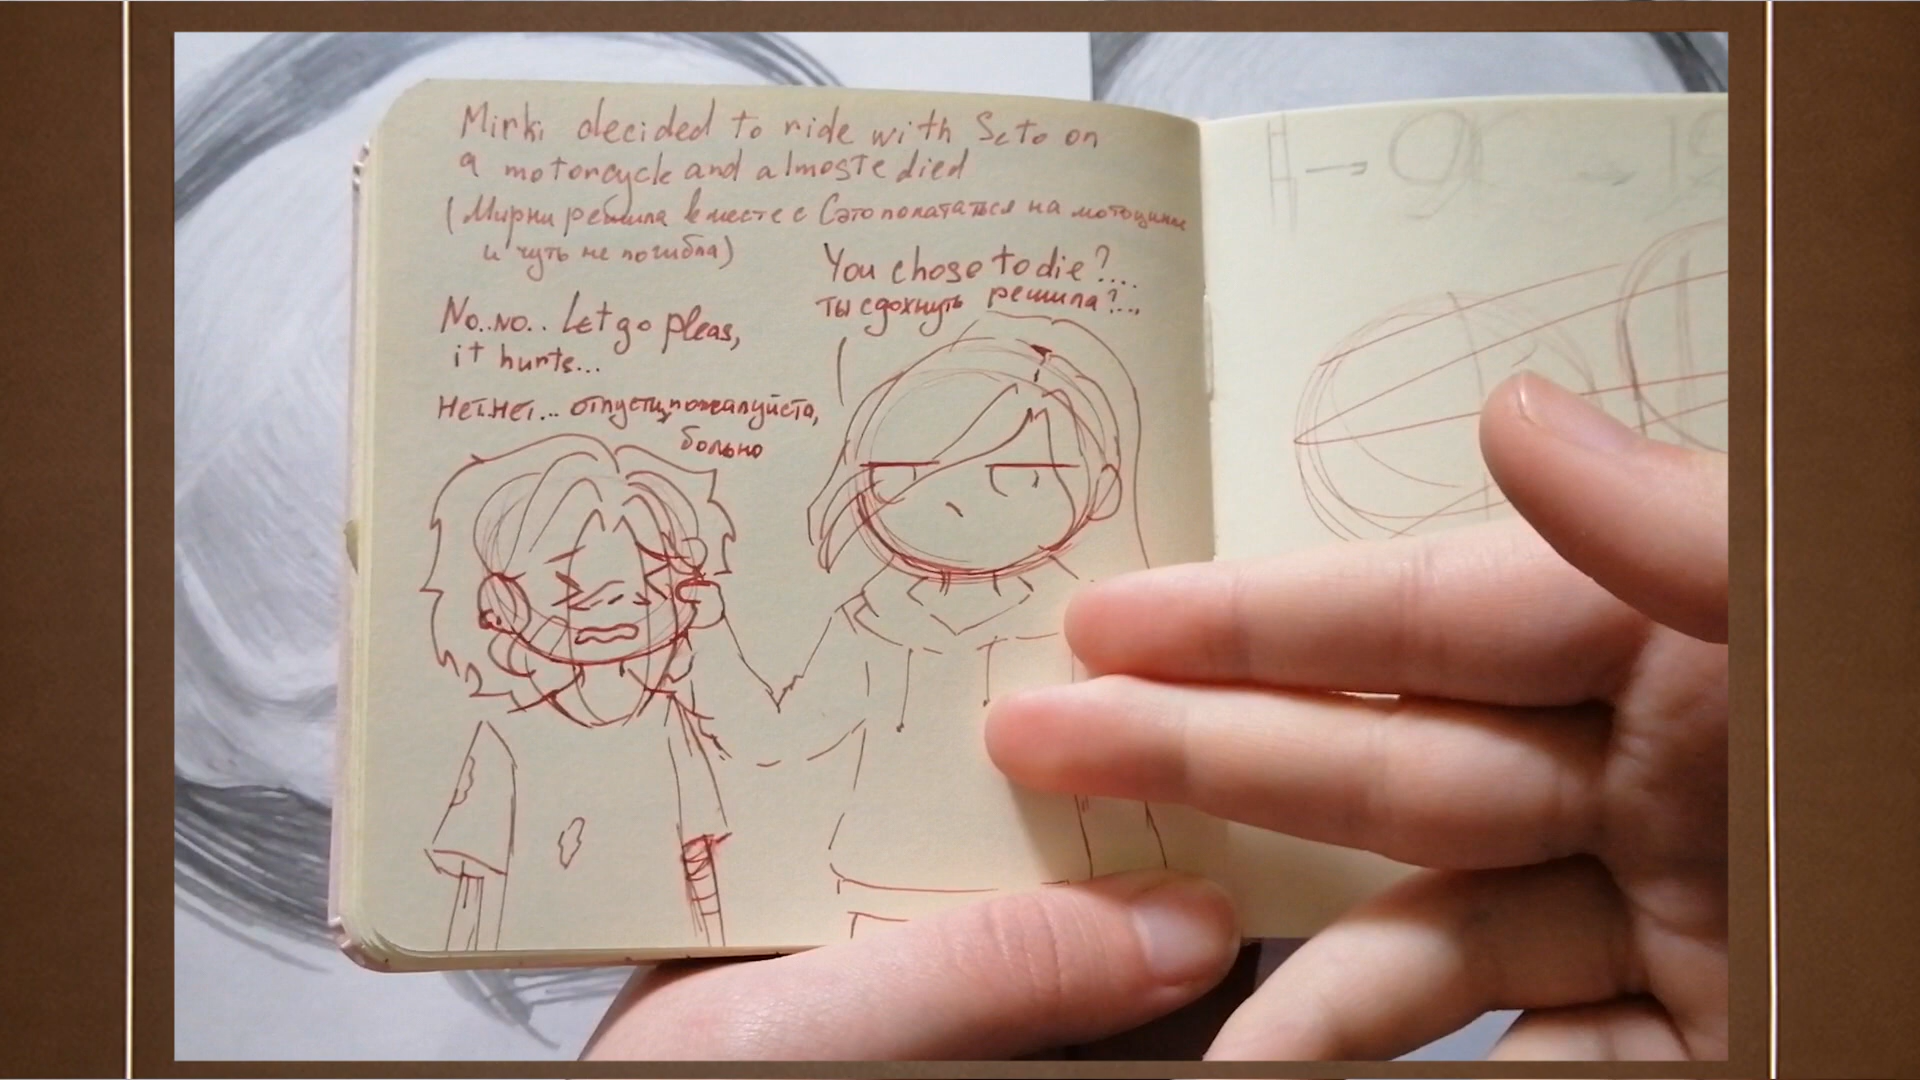 Mirki decided to ride with Seto on
a motorcyck and almoste died
(Мирки решила вместе с Сэто покататься на мотоцикле
и чуть не погибла)
You chose to die?....
ты сдохнуть решила?...
No..No.. Let go pleas,
it hurts...
Нет.Нет... отпусти, пожалуйста,
больно